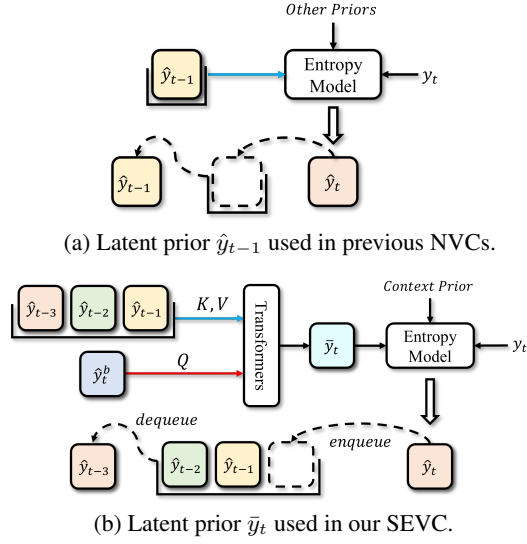 Other Priors
ŷ_{t−1}
Entropy
Model
y_t
ŷ_{t−1}
ŷ_t
(a) Latent prior ŷ_{t−1} used in previous NVCs.
ŷ_{t−3} ŷ_{t−2} ŷ_{t−1}
K, V
Transformers
Context Prior
ȳ_t
Entropy
Model
y_t
ŷ_t^b
Q
dequeue
enqueue
ŷ_{t−3}
ŷ_{t−2} ŷ_{t−1}
ŷ_t
(b) Latent prior ȳ_t used in our SEVC.